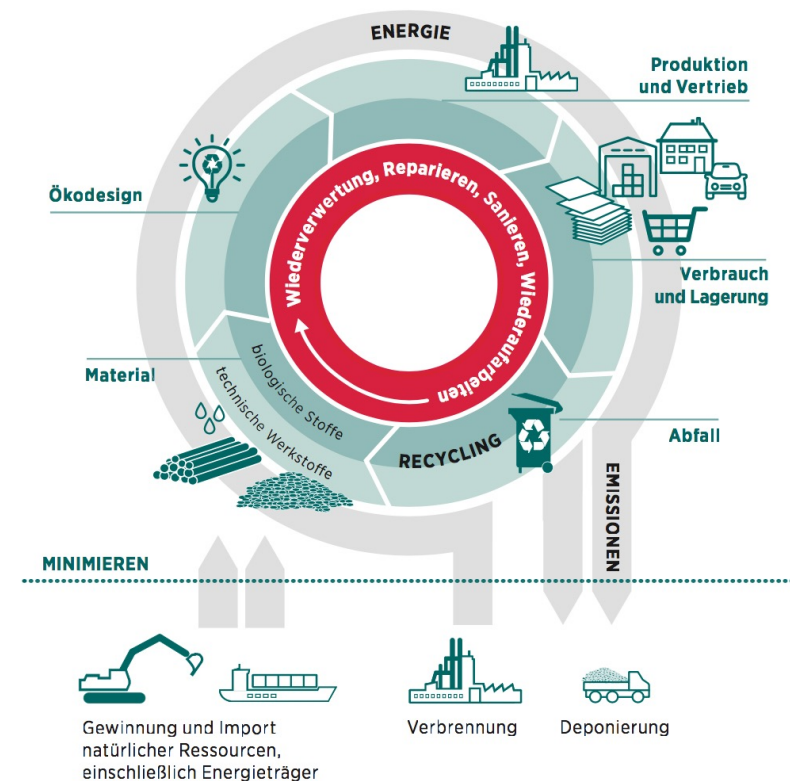 ENERGIE
Produktion
und Vertrieb
Ökodesign
Wiederverwertung, Reparieren, Sanieren, Wiederaufarbeiten
Verbrauch
und Lagerung
Material
biologische Stoffe
technische Werkstoffe
RECYCLING
Abfall
EMISSIONEN
MINIMIEREN
Gewinnung und Import
natürlicher Ressourcen,
einschließlich Energieträger
Verbrennung
Deponierung